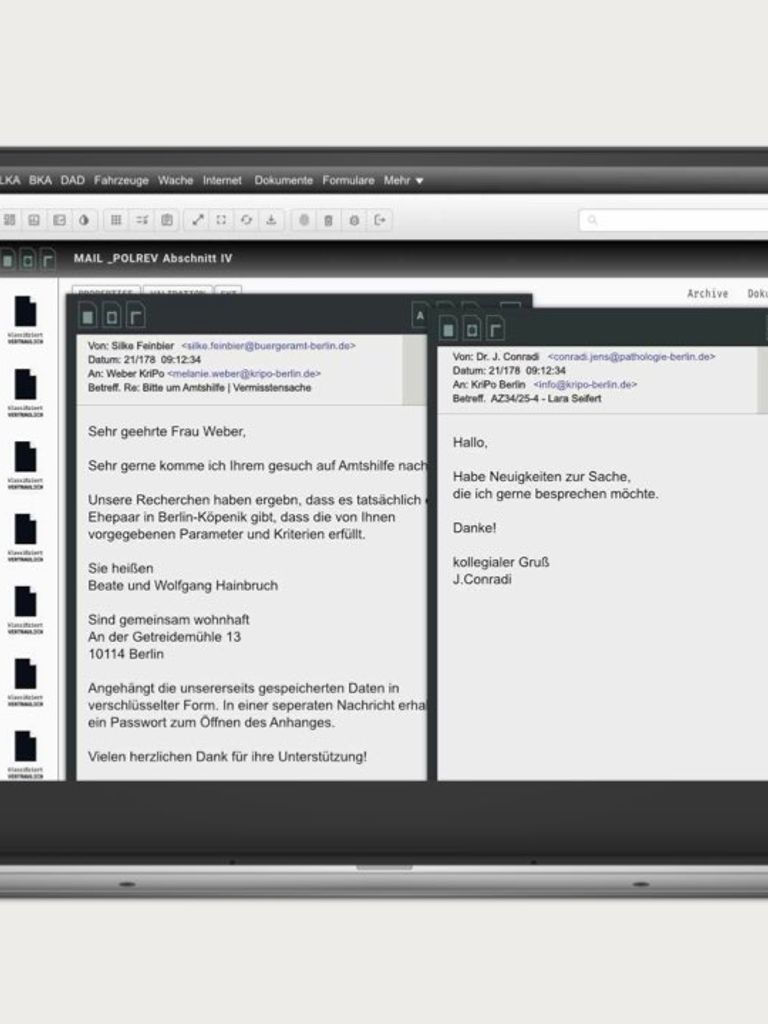 LKA BKA DAD Fahrzeuge Wache Internet Dokumente Formulare Mehr
MAIL _POLREV Abschnitt IV
PROPERTIES VALIDATION EXT
Archive
Klassifiziert
VERTRAULICH
Klassifiziert
VERTRAULICH
Klassifiziert
VERTRAULICH
Klassifiziert
VERTRAULICH
Klassifiziert
VERTRAULICH
Klassifiziert
VERTRAULICH
Klassifiziert
VERTRAULICH
A
Von: Silke Feinbier <silke.feinbier@buergeramt-berlin.de>
Datum: 21/178 09:12:34
An: Weber KriPo <melanie.weber@kripo-berlin.de>
Betreff. Re: Bitte um Amtshilfe | Vermisstensache
Sehr geehrte Frau Weber,
Sehr gerne komme ich Ihrem gesuch auf Amtshilfe nach
Unsere Recherchen haben ergebn, dass es tatsächlich
Ehepaar in Berlin-Köpenik gibt, dass die von Ihnen
vorgegebenen Parameter und Kriterien erfüllt.
Sie heißen
Beate und Wolfgang Hainbruch
Sind gemeinsam wohnhaft
An der Getreidemühle 13
10114 Berlin
Angehängt die unsererseits gespeicherten Daten in
verschlüsselter Form. In einer seperaten Nachricht erha
ein Passwort zum Öffnen des Anhanges.
Vielen herzlichen Dank für ihre Unterstützung!
Von: Dr. J. Conradi <conradi.jens@pathologie-berlin.de>
Datum: 21/178 09:12:34
An: KriPo Berlin <info@kripo-berlin.de>
Betreff. AZ34/25-4 - Lara Seifert
Hallo,
Habe Neuigkeiten zur Sache,
die ich gerne besprechen möchte.
Danke!
kollegialer Gruß
J.Conradi